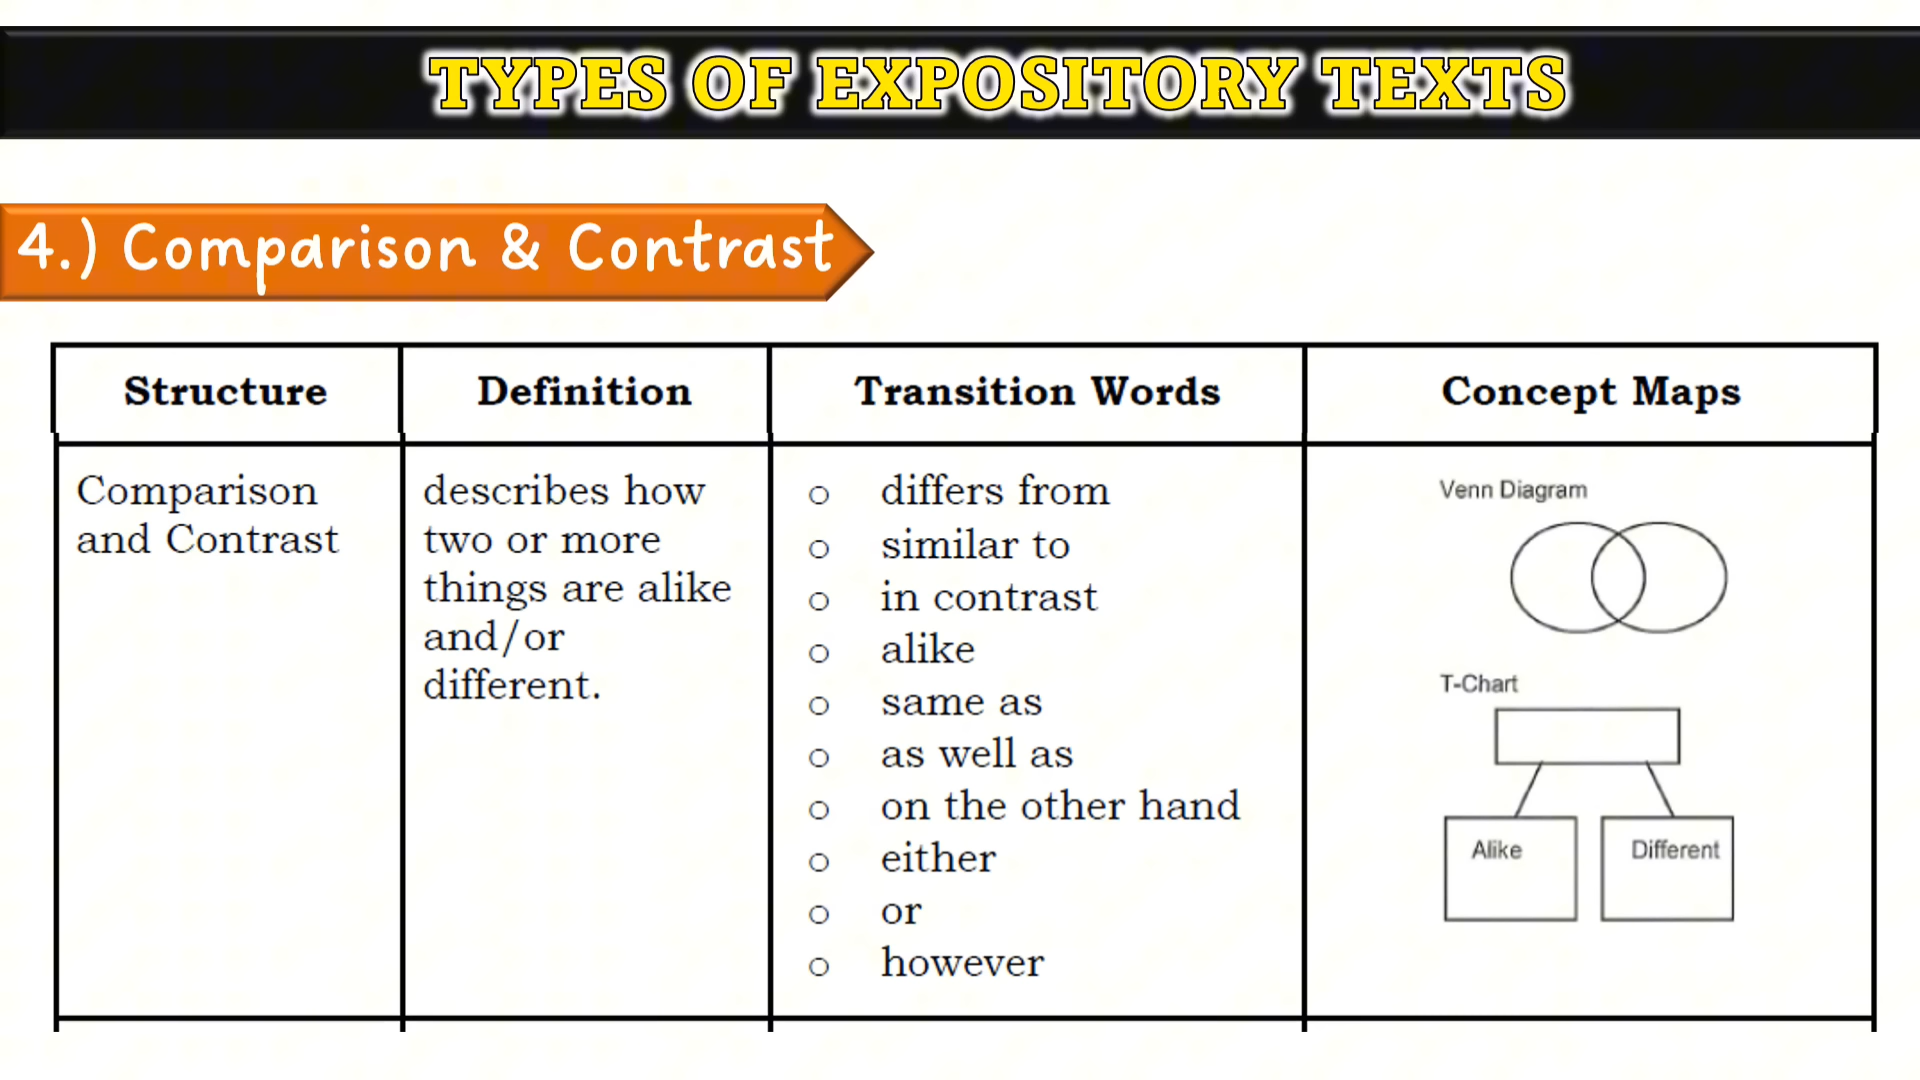 TYPES OF EXPOSITORY TEXTS
4.) Comparison & Contrast
Structure
Definition
Transition Words
Concept Maps
Comparison
and Contrast
describes how
two or more
things are alike
and/or
different.
differs from
similar to
in contrast
alike
same as
as well as
on the other hand
either
or
however
Venn Diagram
T-Chart
Alike
Different